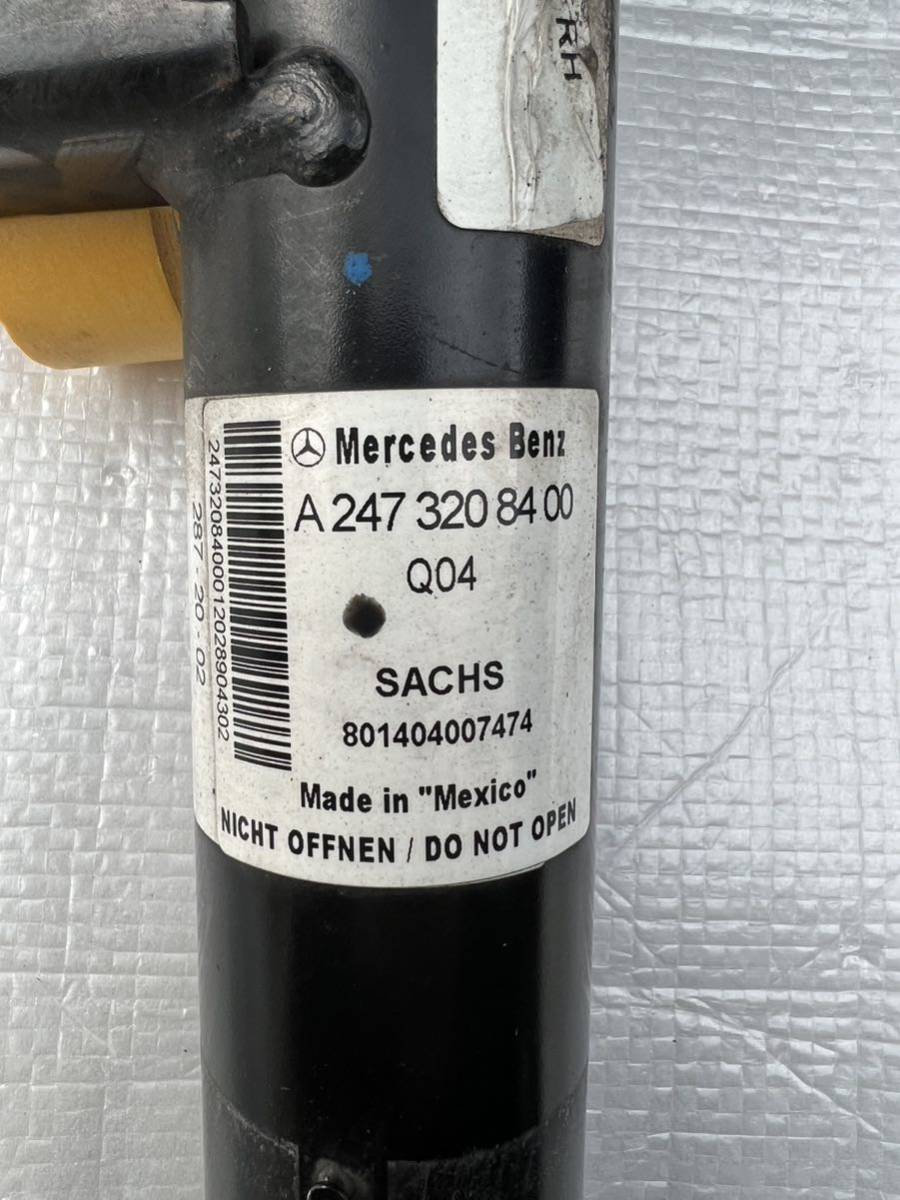 RH
Mercedes Benz
A 247 320 84 00
Q04
SACHS
801404007474
Made in "Mexico"
NICHT OFFNEN / DO NOT OPEN
2473208400012028904302
287 - 20 - 02